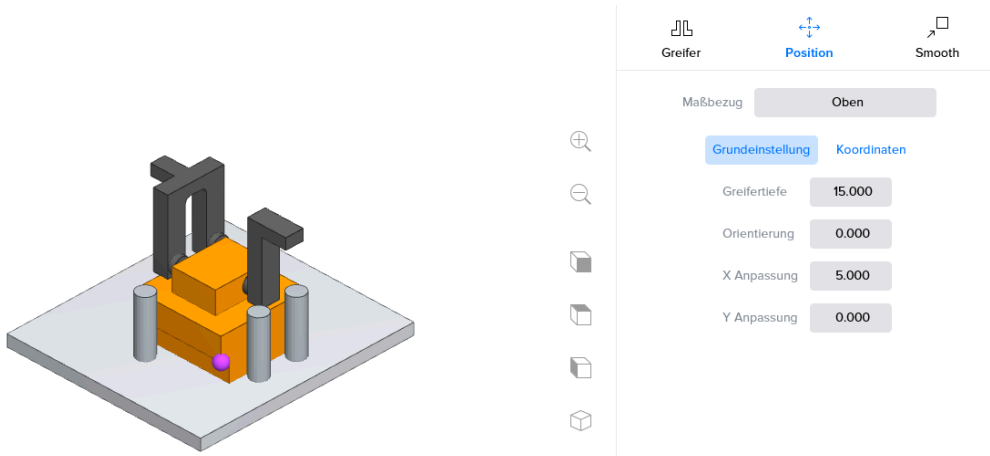 Greifer Position Smooth
Maßbezug Oben
Grundeinstellung Koordinaten
Greifertiefe 15.000
Orientierung 0.000
X Anpassung 5.000
Y Anpassung 0.000